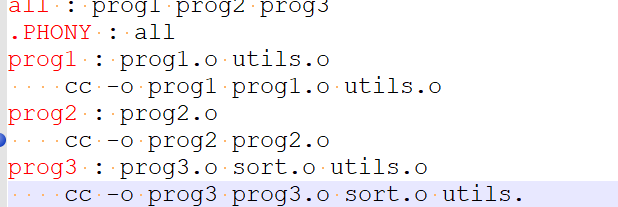 all : prog1 prog2 prog3
.PHONY : all
prog1 : prog1.o utils.o
    cc -o prog1 prog1.o utils.o
prog2 : prog2.o
    cc -o prog2 prog2.o
prog3 : prog3.o sort.o utils.o
    cc -o prog3 prog3.o sort.o utils.